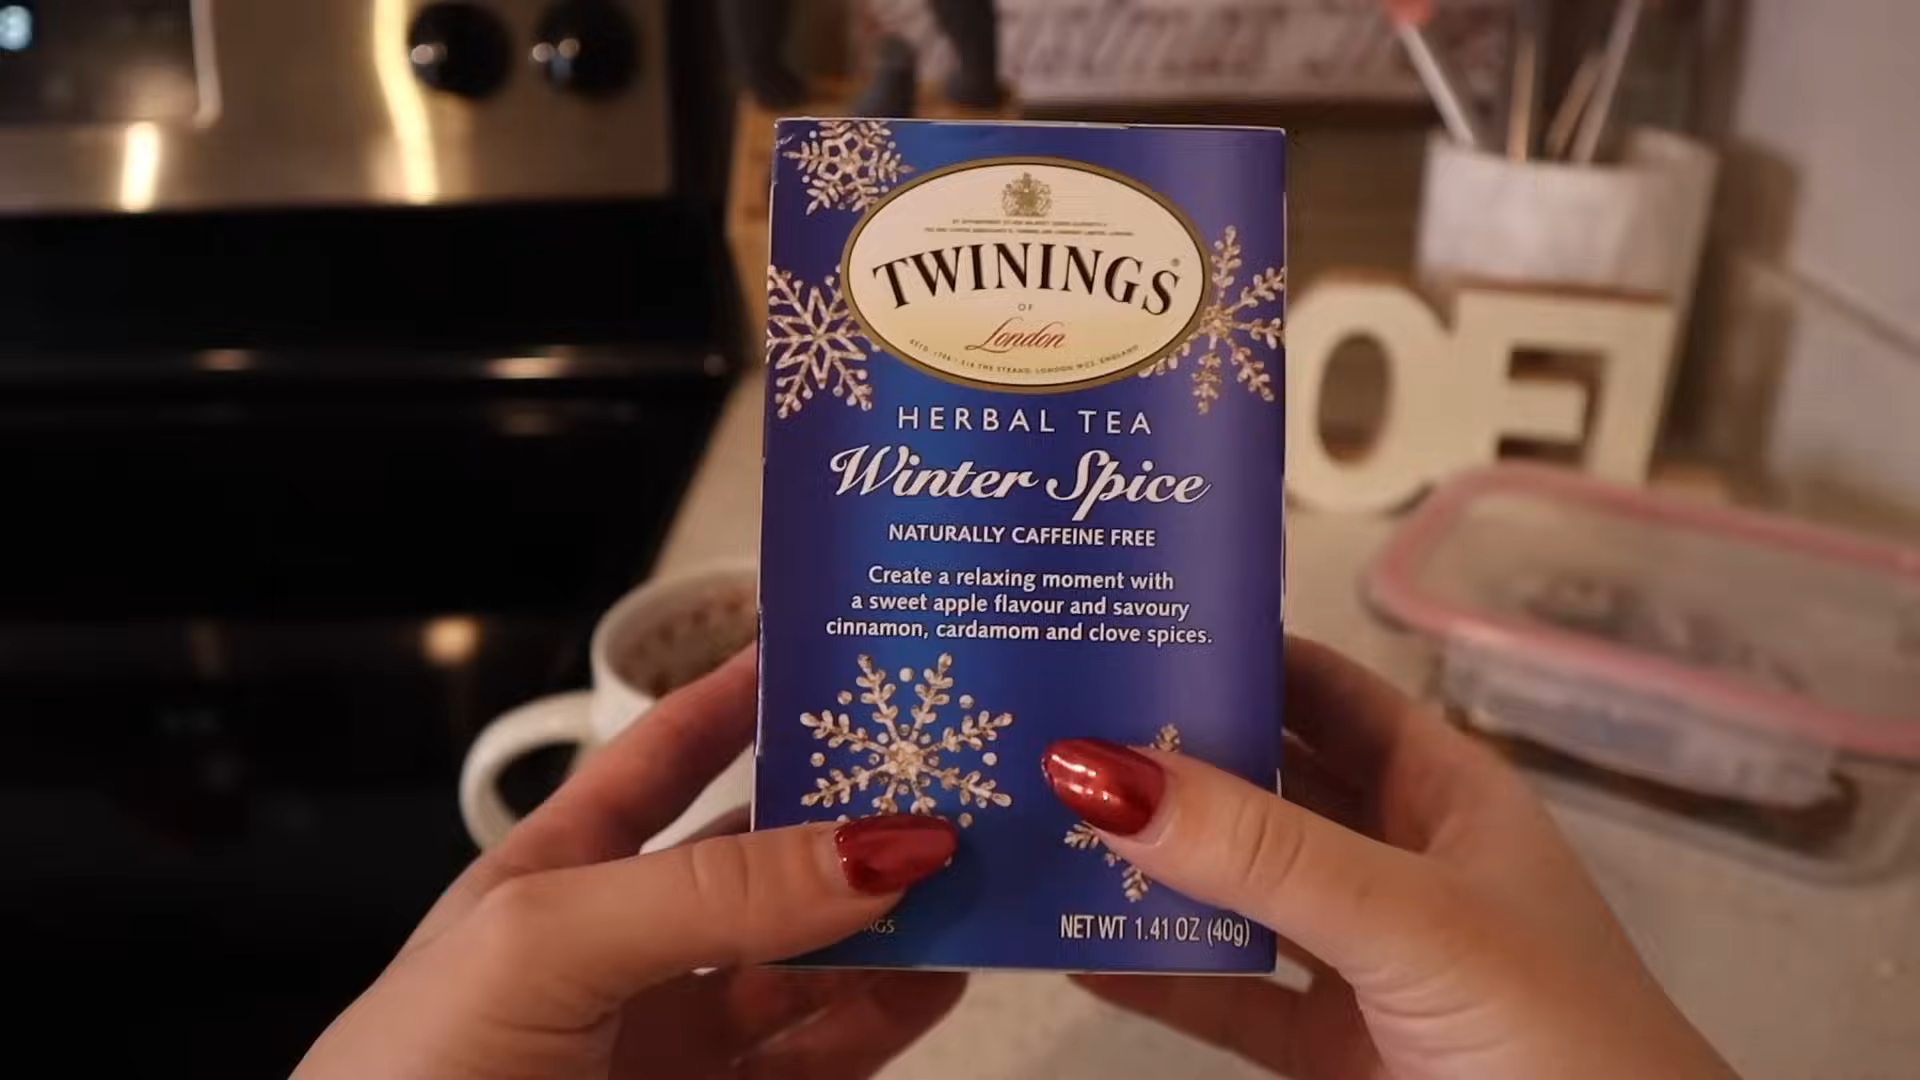 TWININGS®
OF
London
HERBAL TEA
Winter Spice
NATURALLY CAFFEINE FREE
Create a relaxing moment with
a sweet apple flavour and savoury
cinnamon, cardamom and clove spices.
NET WT 1.41 OZ (40g)
OFE